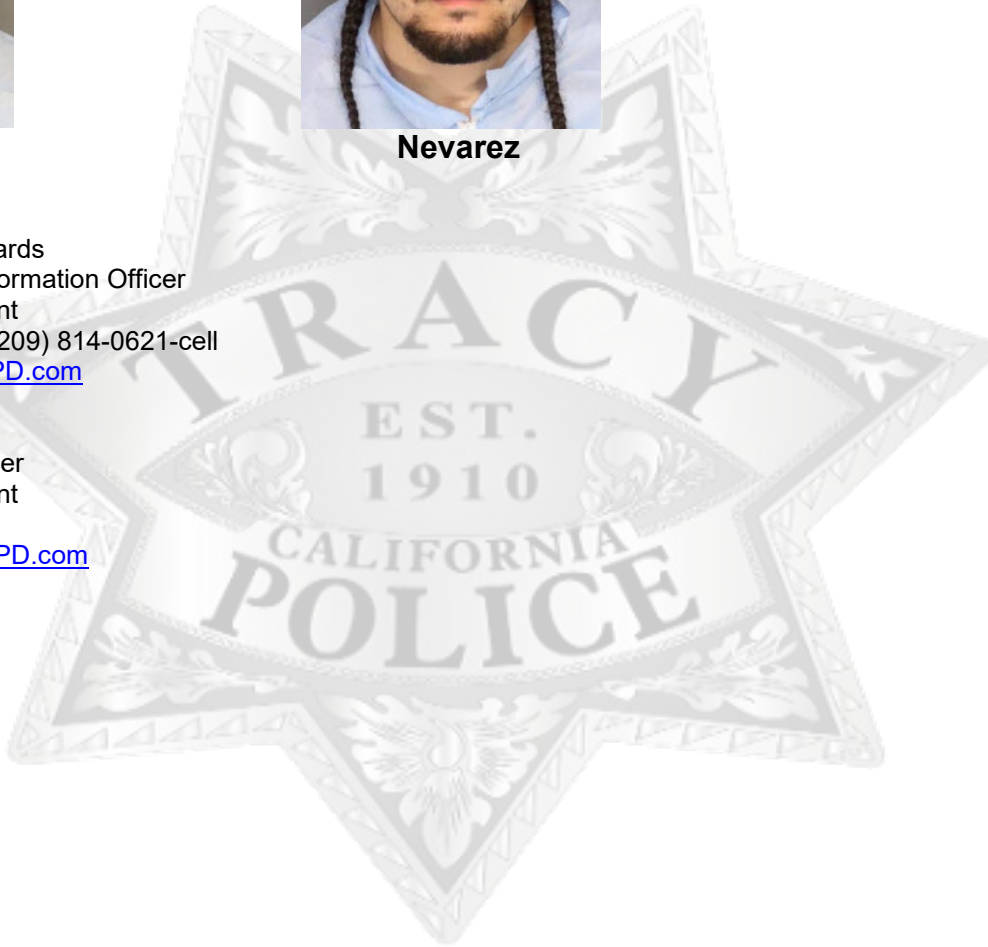 Nevarez
ards
ormation Officer
nt
209) 814-0621-cell
PD.com
er
nt
PD.com
TRACY
EST.
1910
CALIFORNIA
POLICE